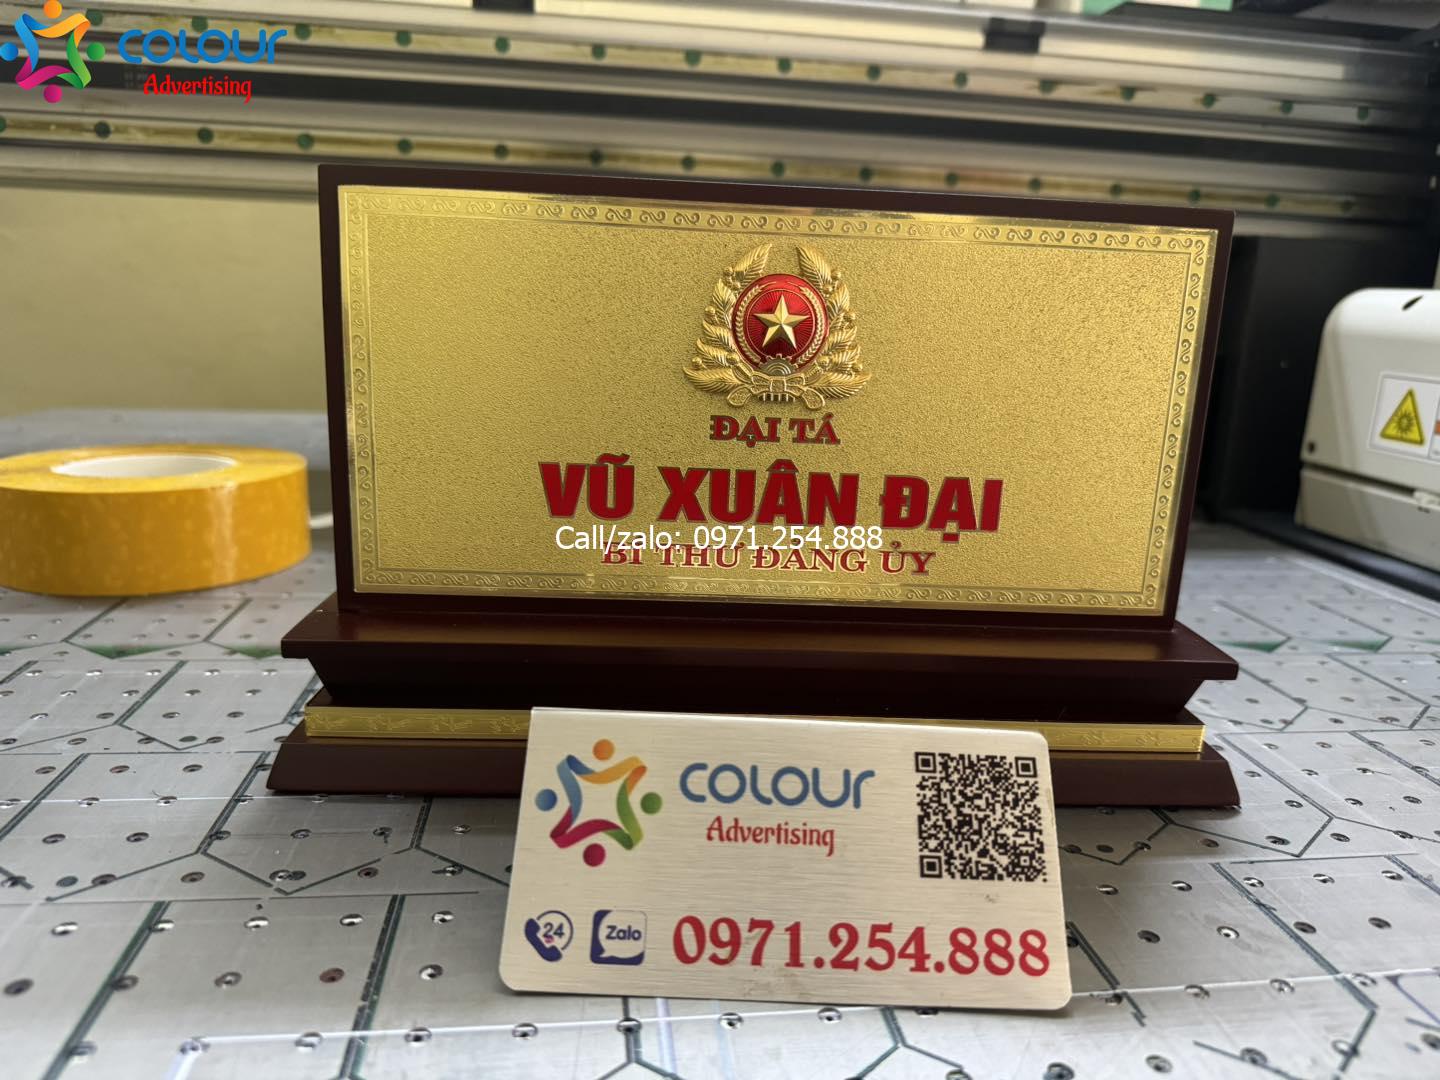 COLOUR
Advertising
ĐẠI TÁ
VŨ XUÂN ĐẠI
Call/zalo: 0971.254.888
BÍ THƯ ĐẢNG ỦY
COLOUR
Advertising
24
Zalo
0971.254.888